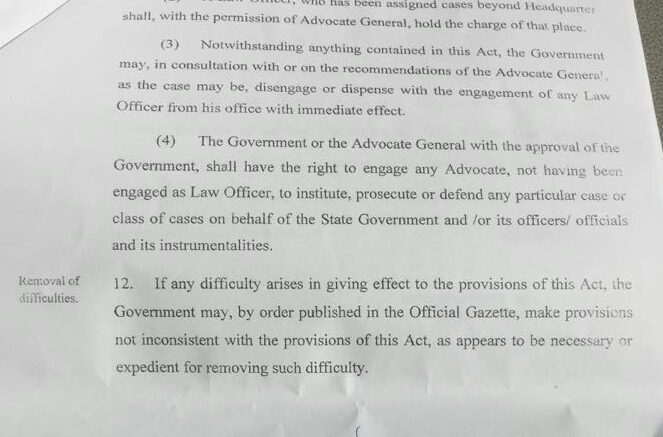 who has been assigned cases beyond Headquarter
shall, with the permission of Advocate General, hold the charge of that place.
(3) Notwithstanding anything contained in this Act, the Government
may, in consultation with or on the recommendations of the Advocate General,
as the case may be, disengage or dispense with the engagement of any Law
Officer from his office with immediate effect.
(4) The Government or the Advocate General with the approval of the
Government, shall have the right to engage any Advocate, not having been
engaged as Law Officer, to institute, prosecute or defend any particular case or
class of cases on behalf of the State Government and /or its officers/ officials
and its instrumentalities.
Removal of
difficulties.
12. If any difficulty arises in giving effect to the provisions of this Act, the
Government may, by order published in the Official Gazette, make provisions
not inconsistent with the provisions of this Act, as appears to be necessary or
expedient for removing such difficulty.